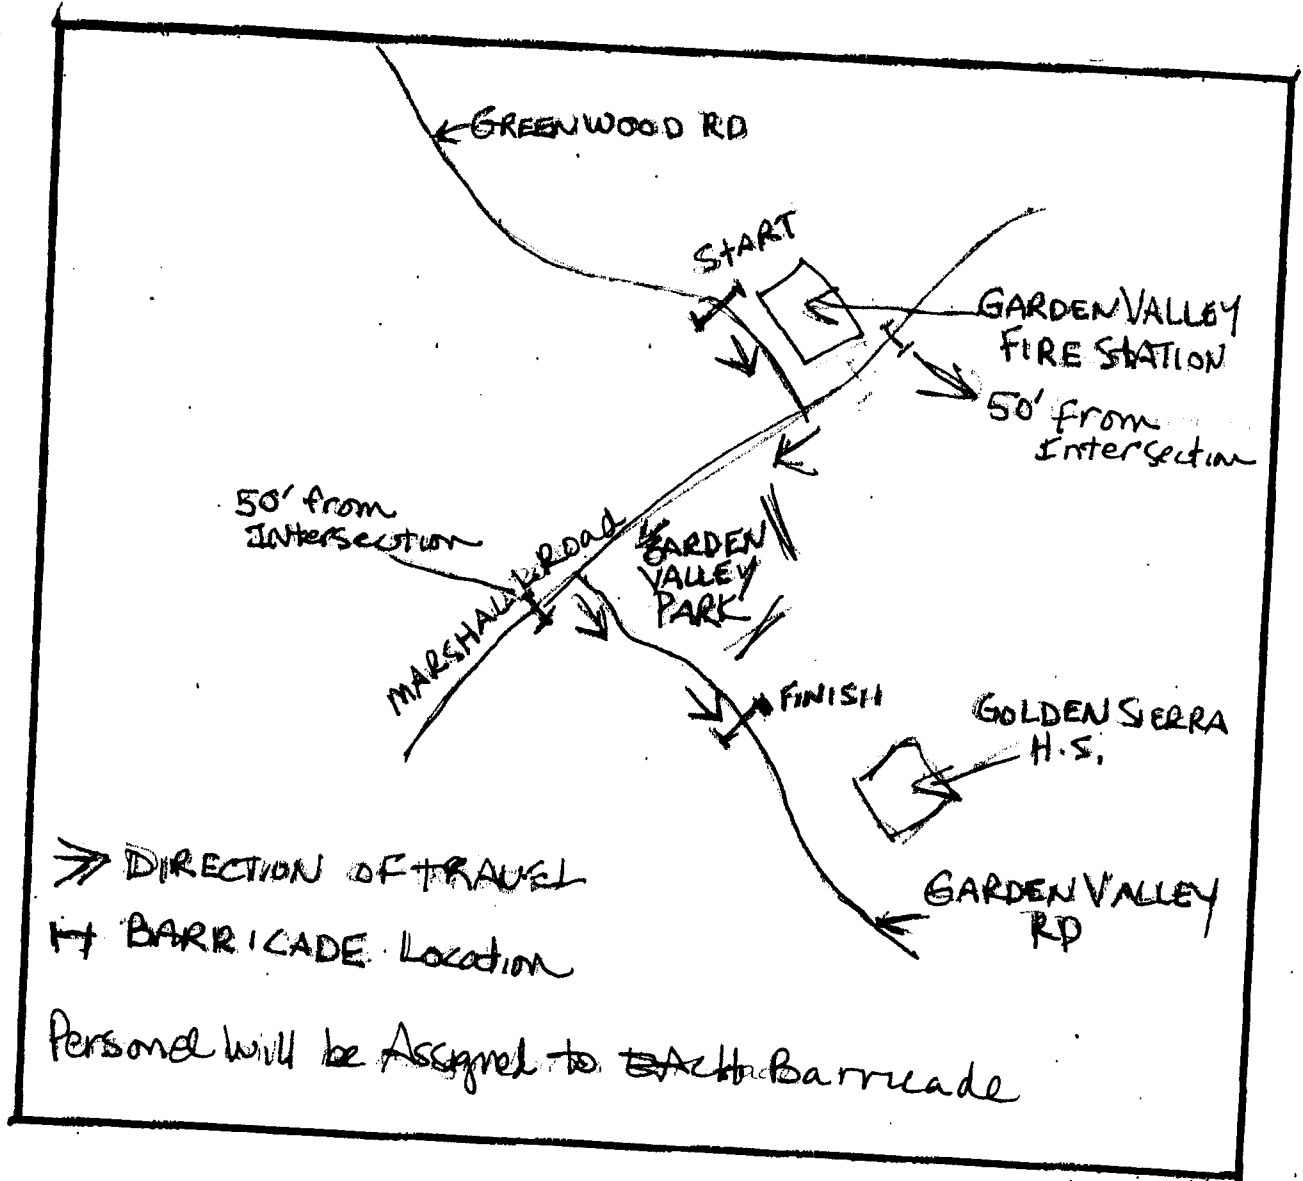 GREENWOOD RD
START
GARDEN VALLEY
FIRE STATION
50' from
Intersection
50' from
Intersection
MARSHALL Road
GARDEN
VALLEY
PARK
FINISH
GOLDEN SIERRA
H.S.
GARDEN VALLEY
RD
DIRECTION OF TRAVEL
BARRICADE Location
Personel Will be Assigned to EACH Barricade